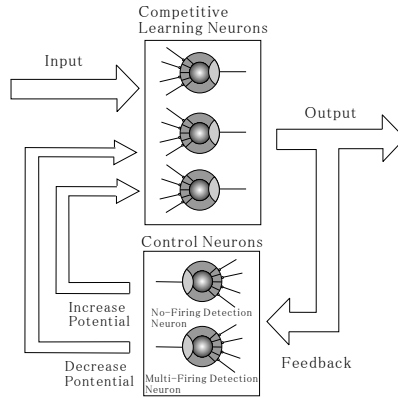 Competitive
Learning Neurons
Input
Output
Control Neurons
Increase
Potential
No-Firing Detection
Neuron
Decrease
Pontential
Multi-Firing Detection
Neuron
Feedback